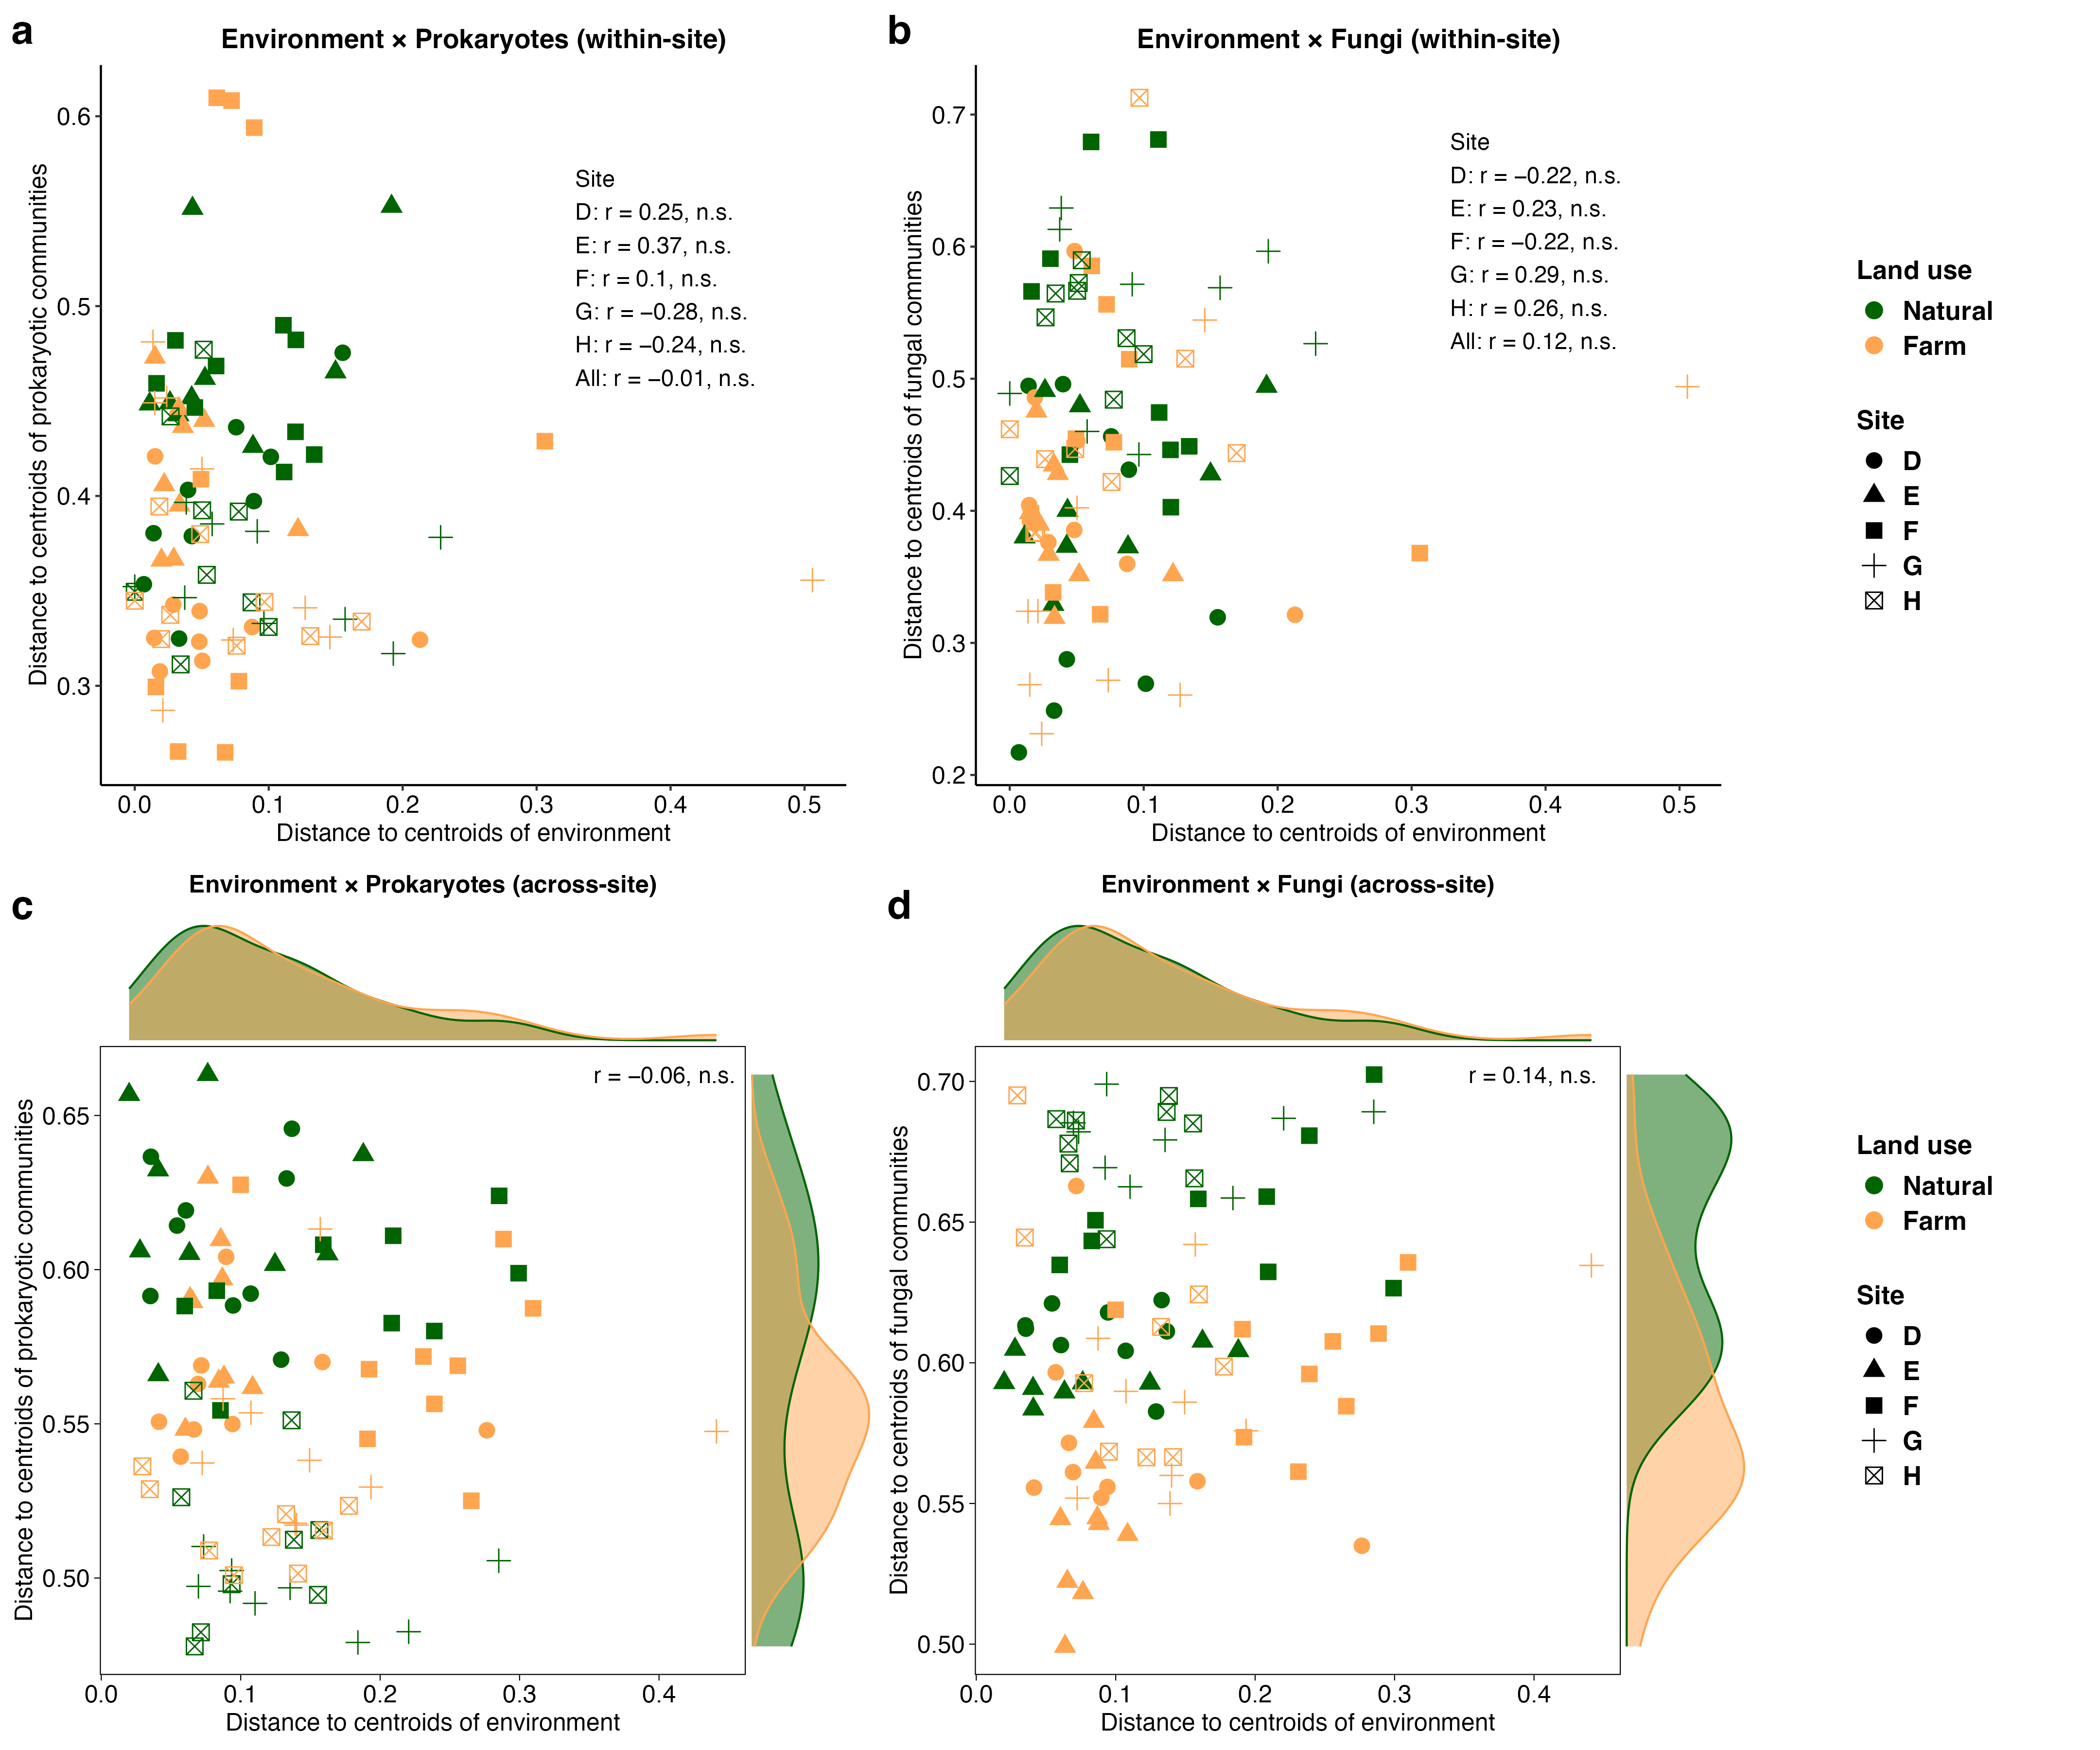 a
Environment × Prokaryotes (within-site)
Distance to centroids of prokaryotic communities
0.6
0.5
0.4
0.3
Site
D: r = 0.25, n.s.
E: r = 0.37, n.s.
F: r = 0.1, n.s.
G: r = −0.28, n.s.
H: r = −0.24, n.s.
All: r = −0.01, n.s.
0.0 0.1 0.2 0.3 0.4 0.5
Distance to centroids of environment
b
Environment × Fungi (within-site)
Distance to centroids of fungal communities
0.7
0.6
0.5
0.4
0.3
0.2
Site
D: r = −0.22, n.s.
E: r = 0.23, n.s.
F: r = −0.22, n.s.
G: r = 0.29, n.s.
H: r = 0.26, n.s.
All: r = 0.12, n.s.
0.0 0.1 0.2 0.3 0.4 0.5
Distance to centroids of environment
Land use
Natural
Farm
Site
D
E
F
G
H
c
Environment × Prokaryotes (across-site)
Distance to centroids of prokaryotic communities
0.65
0.60
0.55
0.50
r = −0.06, n.s.
0.0 0.1 0.2 0.3 0.4
Distance to centroids of environment
d
Environment × Fungi (across-site)
Distance to centroids of fungal communities
0.70
0.65
0.60
0.55
0.50
r = 0.14, n.s.
0.0 0.1 0.2 0.3 0.4
Distance to centroids of environment
Land use
Natural
Farm
Site
D
E
F
G
H